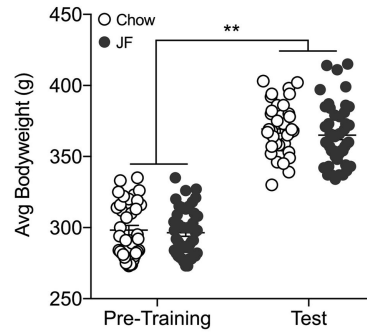 450
Chow
JF
**
400
Avg Bodyweight (g)
350
300
250
Pre-Training
Test